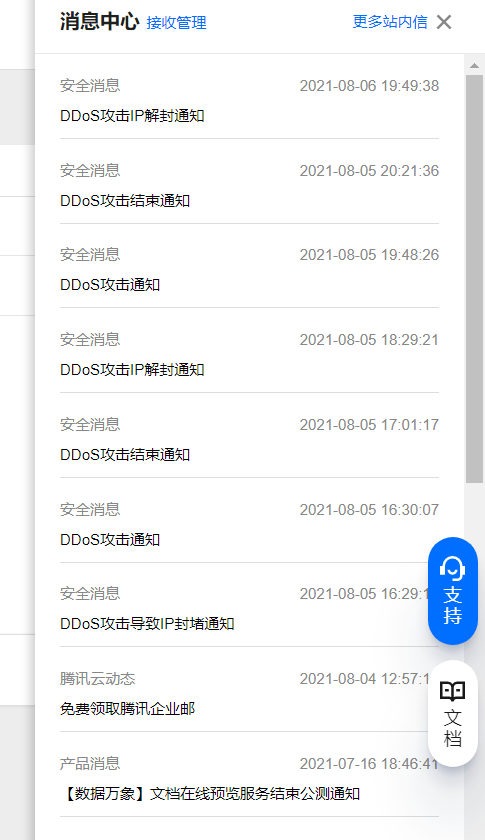 消息中心 接收管理 更多站内信
安全消息 2021-08-06 19:49:38
DDoS攻击IP解封通知
安全消息 2021-08-05 20:21:36
DDoS攻击结束通知
安全消息 2021-08-05 19:48:26
DDoS攻击通知
安全消息 2021-08-05 18:29:21
DDoS攻击IP解封通知
安全消息 2021-08-05 17:01:17
DDoS攻击结束通知
安全消息 2021-08-05 16:30:07
DDoS攻击通知
安全消息 2021-08-05 16:29:
DDoS攻击导致IP封堵通知
支持
腾讯云动态 2021-08-04 12:57:
免费领取腾讯企业邮
文档
产品消息 2021-07-16 18:46:41
【数据万象】文档在线预览服务结束公测通知